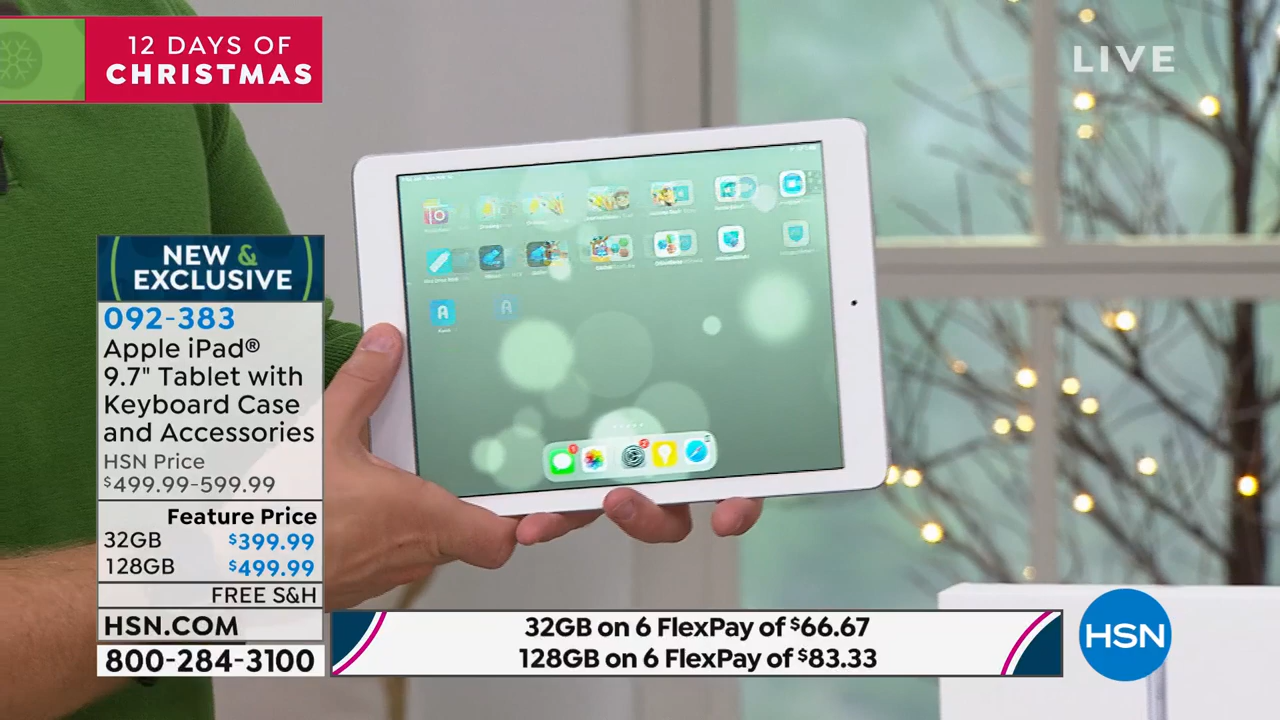 12 DAYS OF
CHRISTMAS
LIVE
NEW &
EXCLUSIVE
092-383
Apple iPad®
9.7" Tablet with
Keyboard Case
and Accessories
HSN Price
$499.99-599.99
Feature Price
32GB $399.99
128GB $499.99
FREE S&H
HSN.COM
800-284-3100
32GB on 6 FlexPay of $66.67
128GB on 6 FlexPay of $83.33
HSN